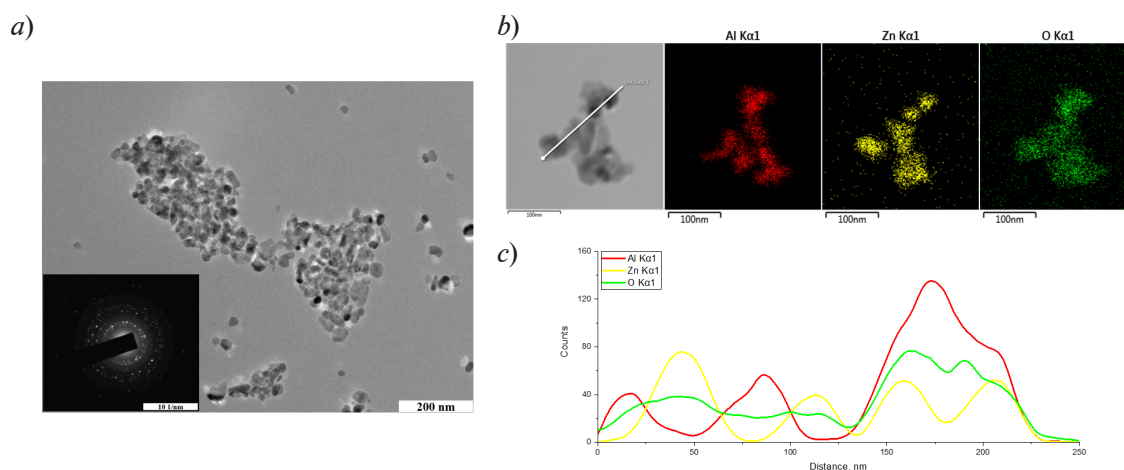 a)
10 1/nm
200 nm
b)
Al Kα1
Zn Kα1
O Kα1
100nm
100nm
100nm
100nm
c)
160
120
80
40
0
Counts
Al Kα1
Zn Kα1
O Kα1
0
50
100
150
200
250
Distance, nm